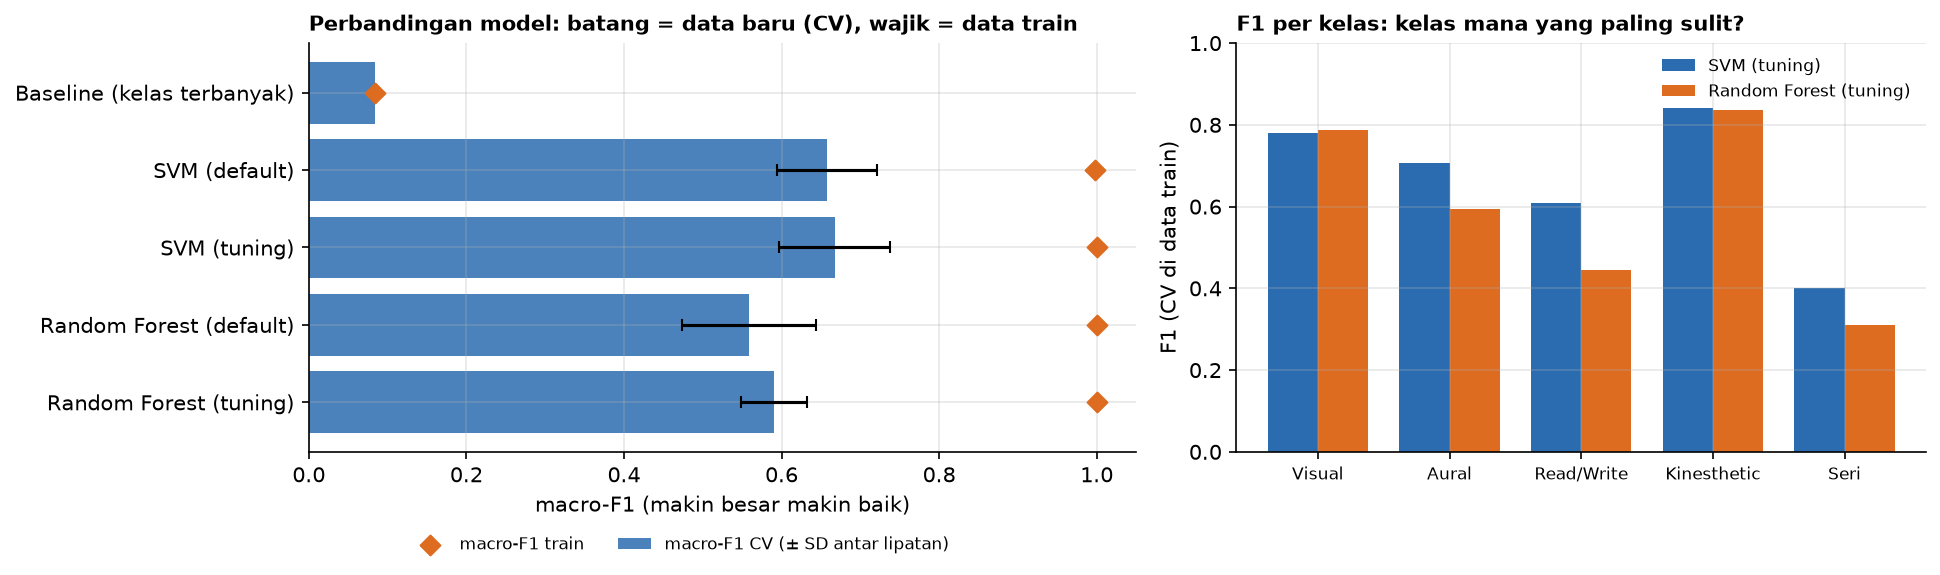 Perbandingan model: batang = data baru (CV), wajik = data train
Baseline (kelas terbanyak)
SVM (default)
SVM (tuning)
Random Forest (default)
Random Forest (tuning)
0.0 0.2 0.4 0.6 0.8 1.0
macro-F1 (makin besar makin baik)
macro-F1 train
macro-F1 CV (± SD antar lipatan)
F1 per kelas: kelas mana yang paling sulit?
SVM (tuning)
Random Forest (tuning)
F1 (CV di data train)
1.0
0.8
0.6
0.4
0.2
0.0
Visual Aural Read/Write Kinesthetic Seri